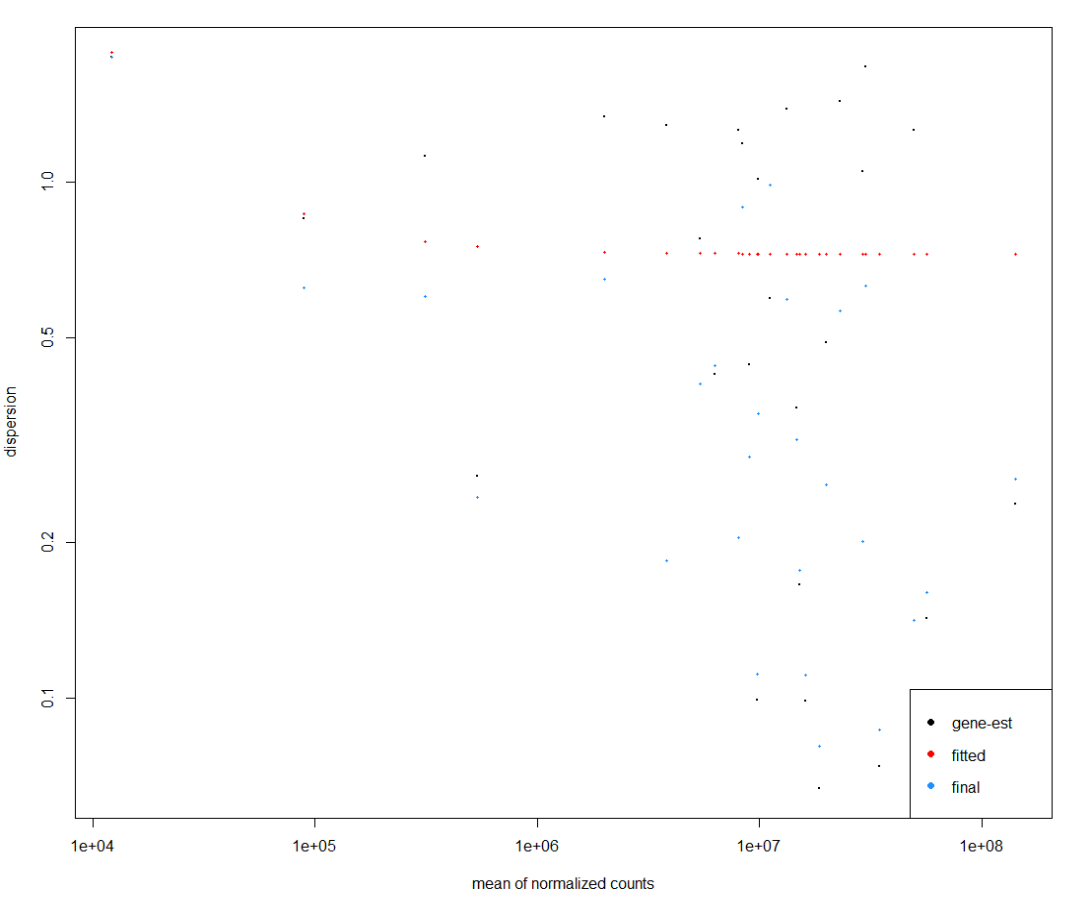 1.0
0.5
0.2
0.1
dispersion
1e+04
1e+05
1e+06
1e+07
1e+08
mean of normalized counts
gene-est
fitted
final